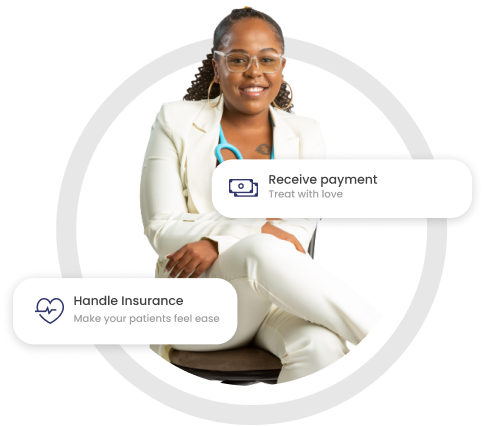 Receive payment
Treat with love
Handle Insurance
Make your patients feel ease